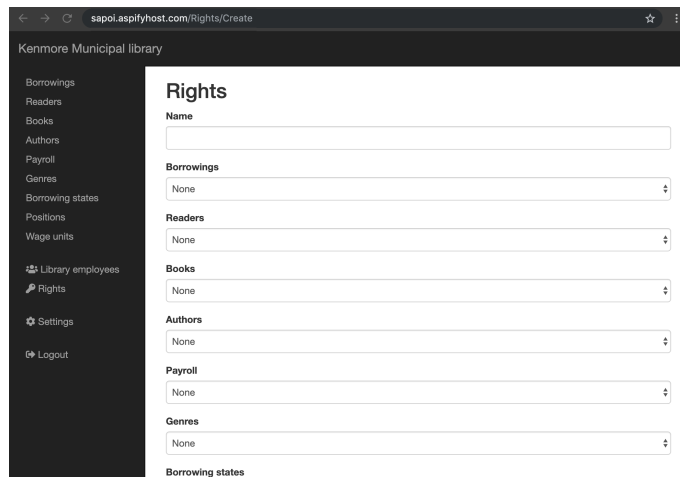 sapoi.aspifyhost.com/Rights/Create
Kenmore Municipal library
Borrowings
Readers
Books
Authors
Payroll
Genres
Borrowing states
Positions
Wage units
Library employees
Rights
Settings
Logout
Rights
Name
Borrowings
None
Readers
None
Books
None
Authors
None
Payroll
None
Genres
None
Borrowing states